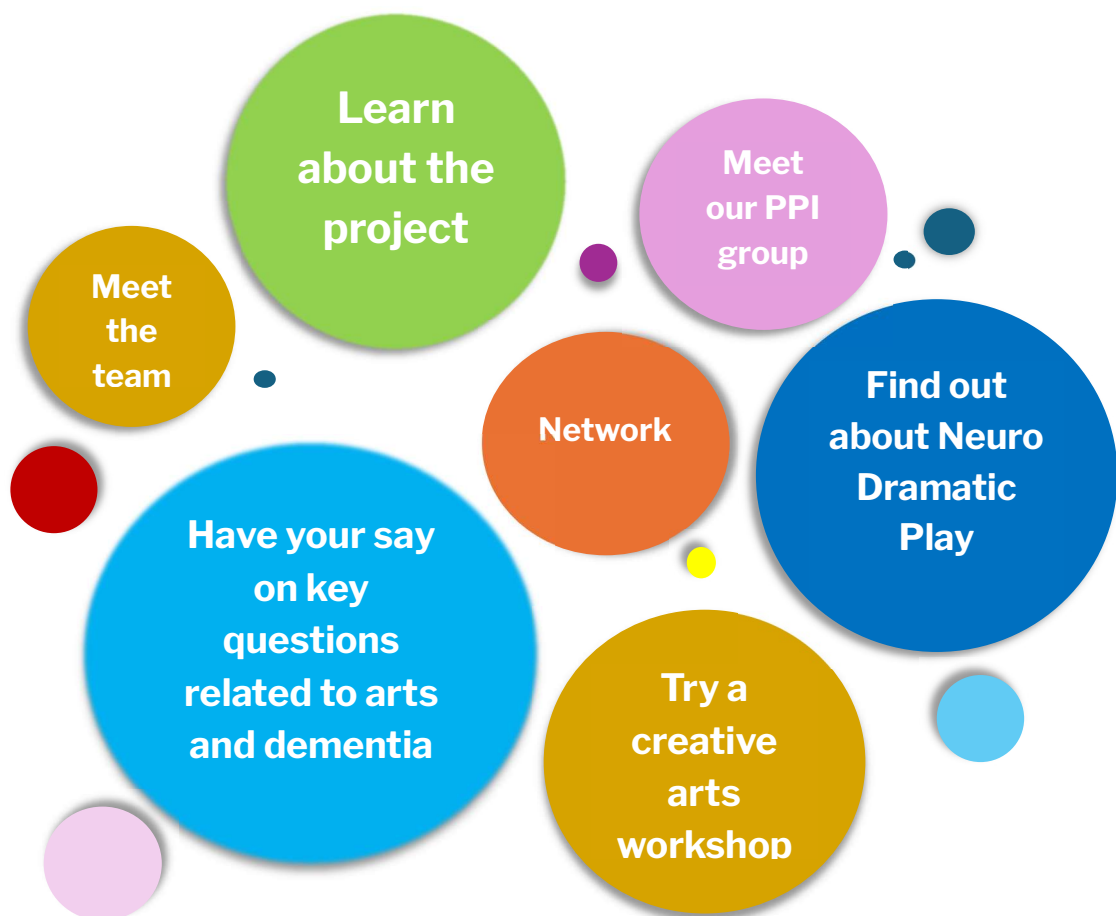 Learn
about the
project
Meet
our PPI
group
Meet
the
team
Network
Find out
about Neuro
Dramatic
Play
Have your say
on key
questions
related to arts
and dementia
Try a
creative
arts
workshop